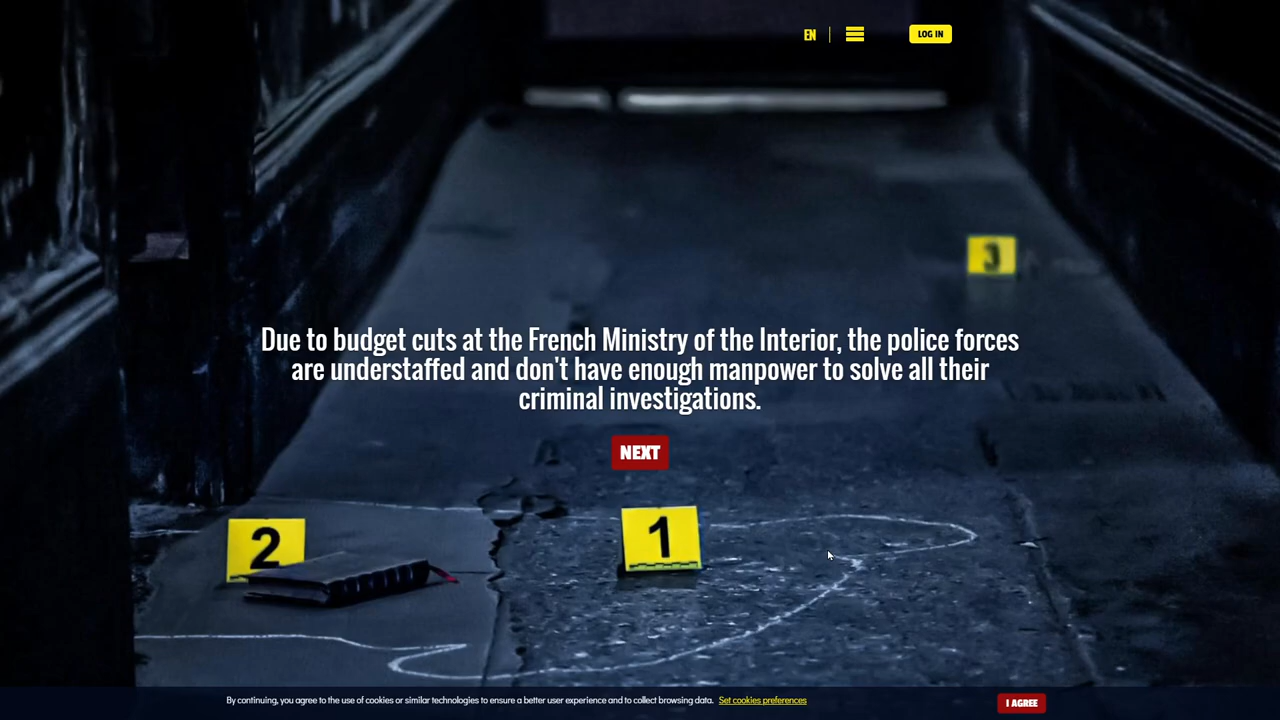 EN
LOG IN
3
Due to budget cuts at the French Ministry of the Interior, the police forces
are understaffed and don't have enough manpower to solve all their
criminal investigations.
NEXT
2
1
By continuing, you agree to the use of cookies or similar technologies to ensure a better user experience and to collect browsing data. Set cookies preferences
I AGREE